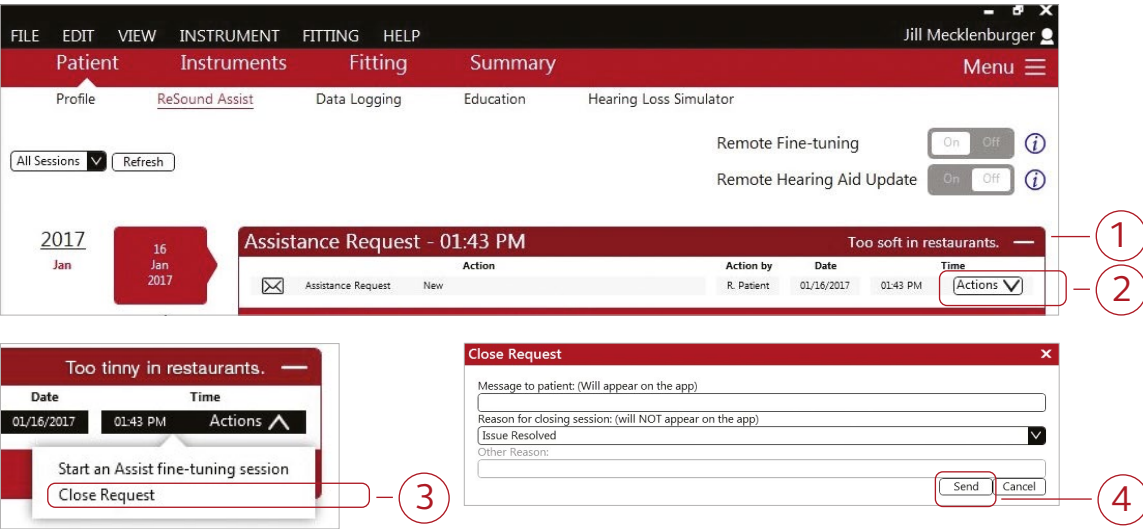 FILE EDIT VIEW INSTRUMENT FITTING HELP Jill Mecklenburger
Patient Instruments Fitting Summary Menu
Profile ReSound Assist Data Logging Education Hearing Loss Simulator
Remote Fine-tuning On Off i
All Sessions Refresh
Remote Hearing Aid Update On Off i
2017
Jan
16
Jan
2017
Assistance Request - 01:43 PM Too soft in restaurants. 1
Action Action by Date Time
Assistance Request New R. Patient 01/16/2017 01:43 PM Actions 2
Too tinny in restaurants.
Date Time
01/16/2017 01:43 PM Actions
Start an Assist fine-tuning session
Close Request 3
Close Request x
Message to patient: (Will appear on the app)
Reason for closing session: (will NOT appear on the app)
Issue Resolved
Other Reason:
Send Cancel 4